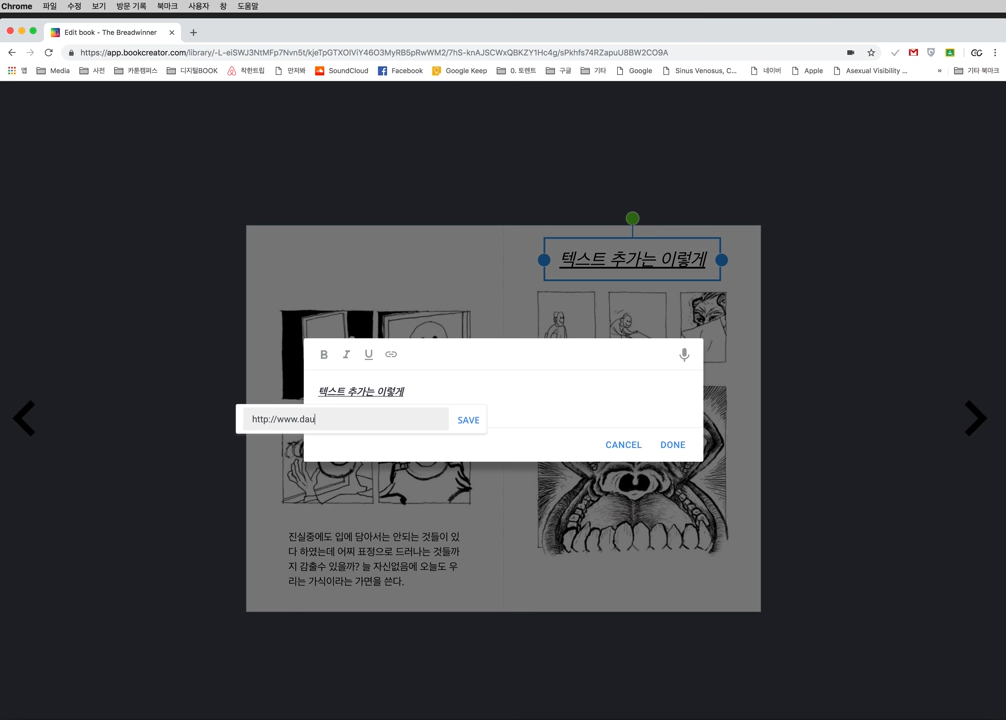 Chrome 파일 수정 보기 방문 기록 북마크 사용자 창 도움말
Edit book - The Breadwinner
https://app.bookcreator.com/library/-L-eiSWJ3NtMFp7Nvn5t/kjeTpGTXOIViY46O3MyRB5pRwWM2/7hS-knAJSCWxQBKZY1Hc4g/sPkhfs74RZapuU8BW2CO9A
앱 Media 사전 카툰캠퍼스 디지털BOOK 착한트립 먼저봐 SoundCloud Facebook Google Keep 0. 토렌트 구글 기타 Google Sinus Venosus, C... 네이버 Apple Asexual Visibility ... » 기타 북마크
텍스트 추가는 이렇게
B I U
텍스트 추가는 이렇게
http://www.dau SAVE
CANCEL DONE
진실중에도 입에 담아서는 안되는 것들이 있
다 하였는데 어찌 표정으로 드러나는 것들까
지 감출수 있을까? 늘 자신없음에 오늘도 우
리는 가식이라는 가면을 쓴다.